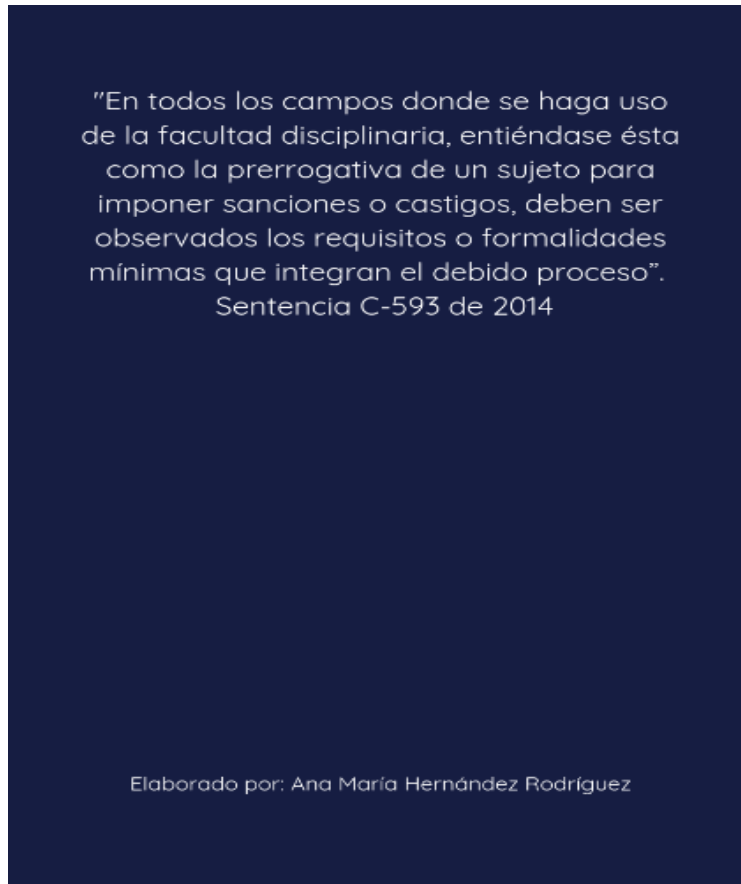 "En todos los campos donde se haga uso
de la facultad disciplinaria, entiéndase ésta
como la prerrogativa de un sujeto para
imponer sanciones o castigos, deben ser
observados los requisitos o formalidades
mínimas que integran el debido proceso”.
Sentencia C-593 de 2014
Elaborado por: Ana María Hernández Rodríguez